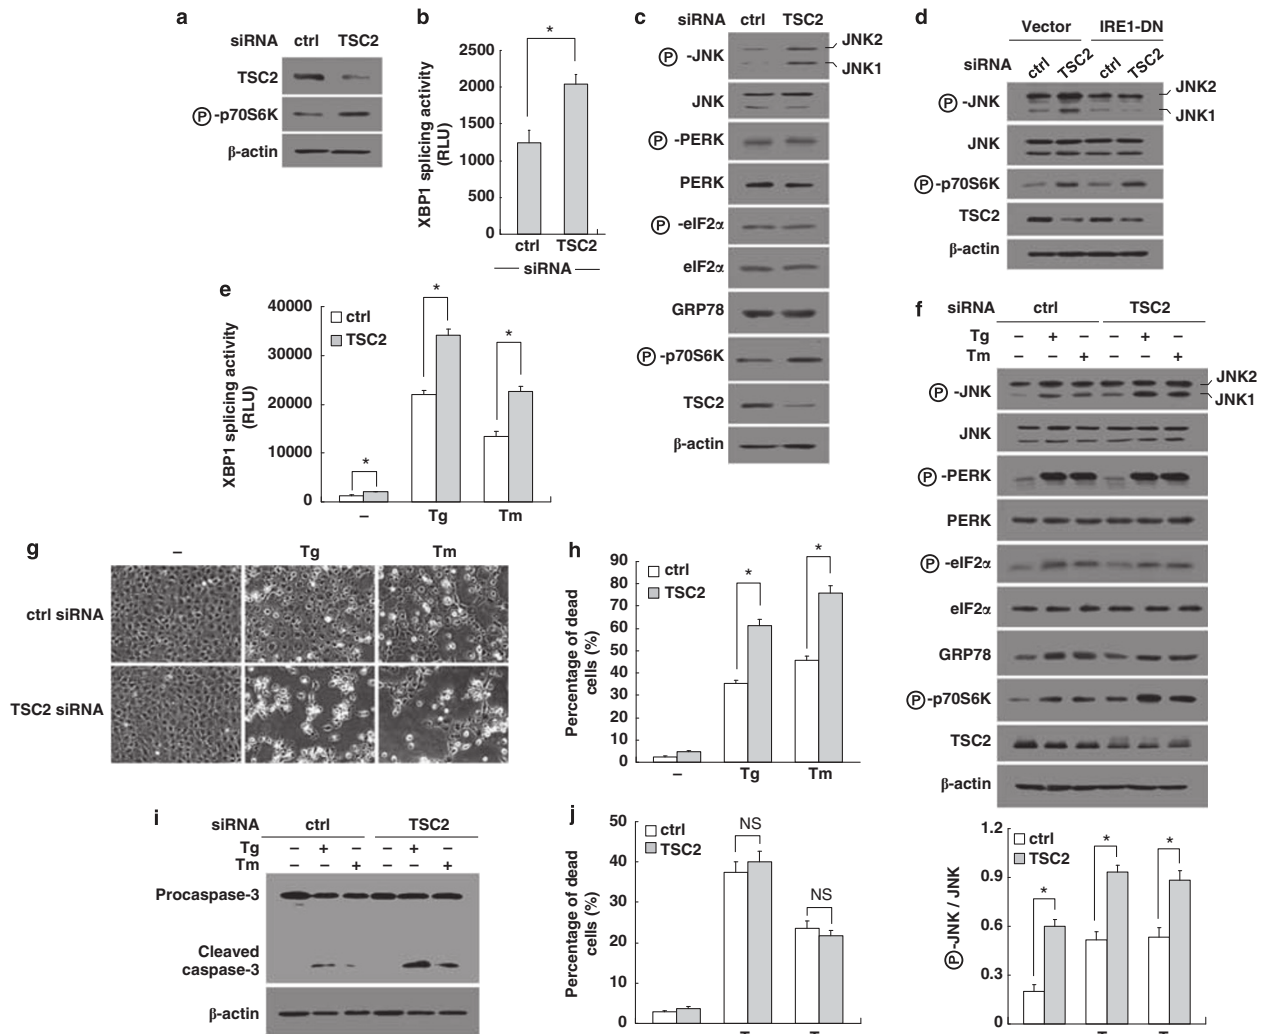 a
siRNA ctrl TSC2
TSC2
Ⓟ-p70S6K
β-actin
b
*
XBP1 splicing activity
(RLU)
2500
2000
1500
1000
500
0
ctrl TSC2
siRNA
c
siRNA ctrl TSC2
Ⓟ-JNK
JNK2
JNK1
JNK
Ⓟ-PERK
PERK
Ⓟ-eIF2α
eIF2α
GRP78
Ⓟ-p70S6K
TSC2
β-actin
d
Vector IRE1-DN
siRNA ctrl TSC2 ctrl TSC2
Ⓟ-JNK
JNK2
JNK1
JNK
Ⓟ-p70S6K
TSC2
β-actin
e
XBP1 splicing activity
(RLU)
40000
30000
20000
10000
0
ctrl
TSC2
* * *
– Tg Tm
f
siRNA ctrl TSC2
Tg – + – – + –
Tm – – + – – +
Ⓟ-JNK
JNK2
JNK1
JNK
Ⓟ-PERK
PERK
Ⓟ-eIF2α
eIF2α
GRP78
Ⓟ-p70S6K
TSC2
β-actin
Ⓟ-JNK / JNK
1.2
0.9
0.6
0.3
0
ctrl
TSC2
* * *
g
– Tg Tm
ctrl siRNA
TSC2 siRNA
h
Percentage of dead
cells (%)
90
80
70
60
50
40
30
20
10
0
ctrl
TSC2
* *
– Tg Tm
i
siRNA ctrl TSC2
Tg – + – – + –
Tm – – + – – +
Procaspase-3
Cleaved
caspase-3
β-actin
j
Percentage of dead
cells (%)
50
40
30
20
10
0
ctrl
TSC2
NS
NS